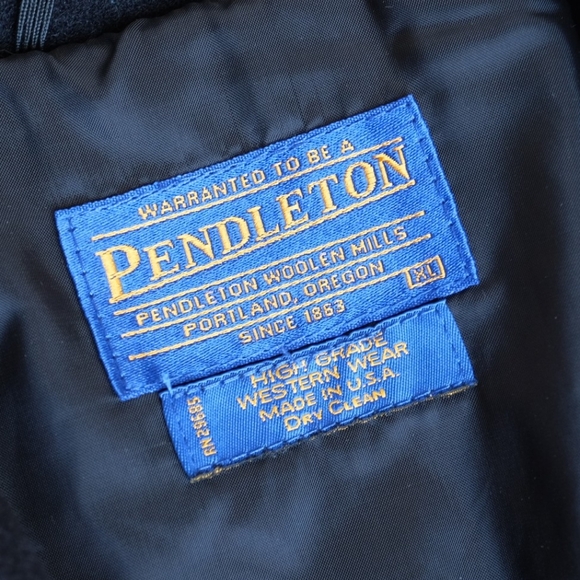 WARRANTED TO BE A
PENDLETON
PENDLETON WOOLEN MILLS
PORTLAND, OREGON
XL
SINCE 1863
HIGH GRADE
WESTERN WEAR
MADE IN U.S.A.
DRY CLEAN
RN 29685